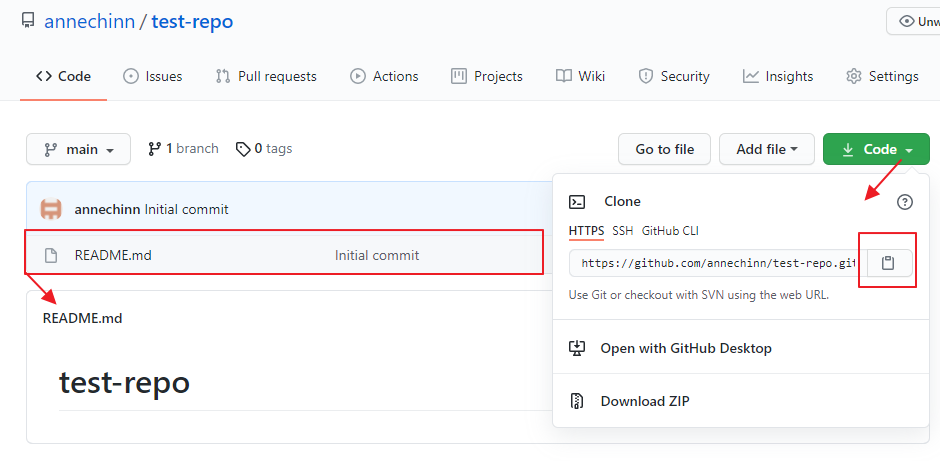 annechinn / test-repo
Unw
Code Issues Pull requests Actions Projects Wiki Security Insights Settings
main 1 branch 0 tags Go to file Add file Code
annechinn Initial commit
README.md Initial commit
README.md
test-repo
Clone
HTTPS SSH GitHub CLI
https://github.com/annechinn/test-repo.git
Use Git or checkout with SVN using the web URL.
Open with GitHub Desktop
Download ZIP